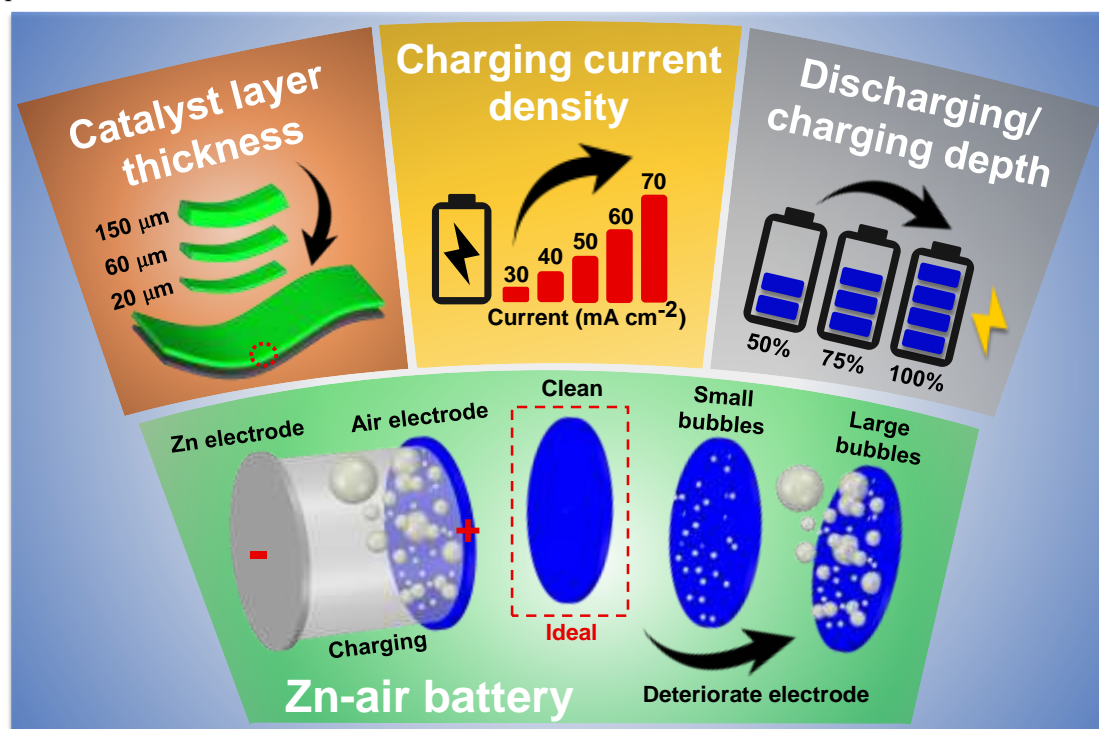 Catalyst layer
thickness
150 μm
60 μm
20 μm
Charging current
density
30
40
50
60
70
Current (mA cm-2)
Discharging/
charging depth
50%
75%
100%
Zn electrode
Air electrode
-
+
Charging
Clean
Ideal
Small
bubbles
Large
bubbles
Deteriorate electrode
Zn-air battery